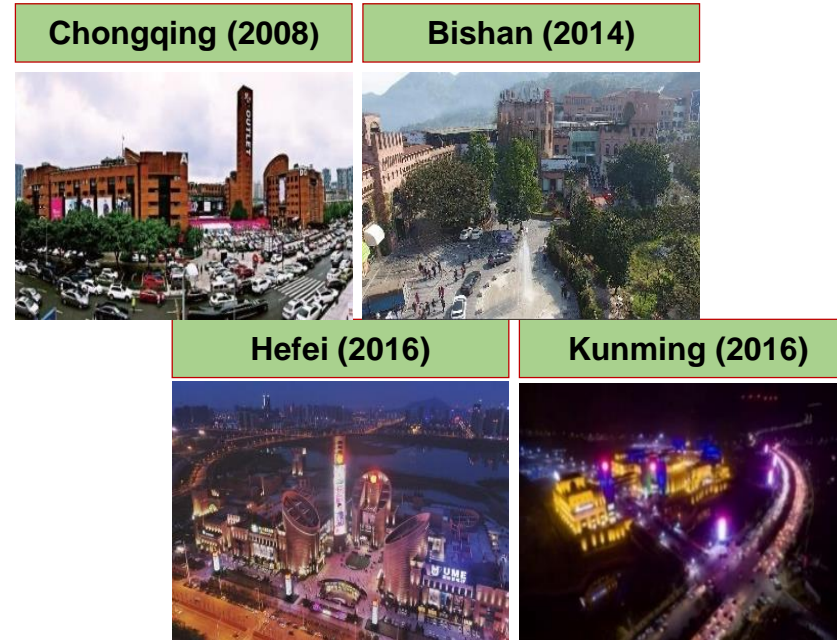 Chongqing (2008)
Bishan (2014)
OUTLET
A
Hefei (2016)
Kunming (2016)
UME